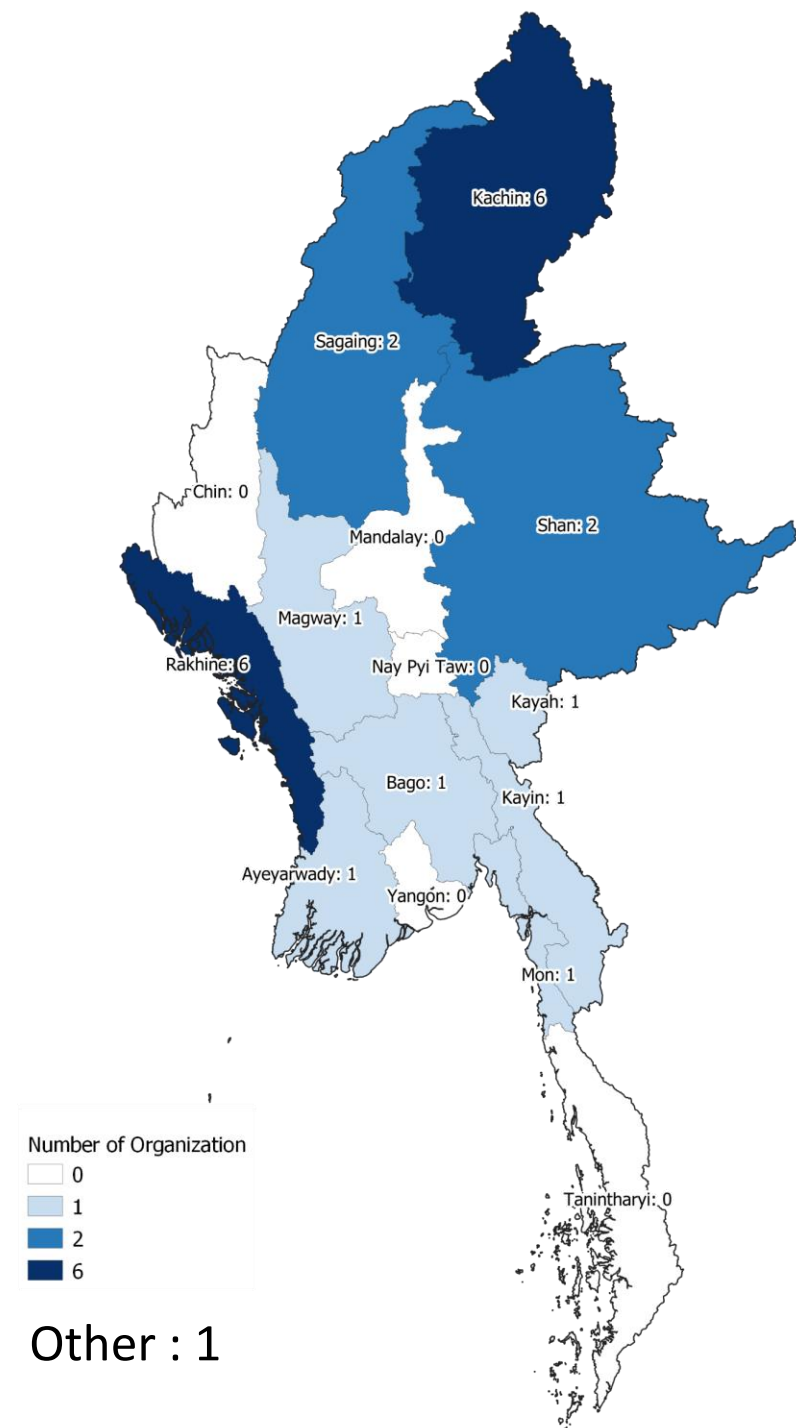 Kachin: 6
Sagaing: 2
Chin: 0
Shan: 2
Mandalay: 0
Magway: 1
Rakhine: 6
Nay Pyi Taw: 0
Kayah: 1
Bago: 1
Kayin: 1
Ayeyarwady: 1
Yangon: 0
Mon: 1
Number of Organization
0
1
2
6
Tanintharyi: 0
Other : 1